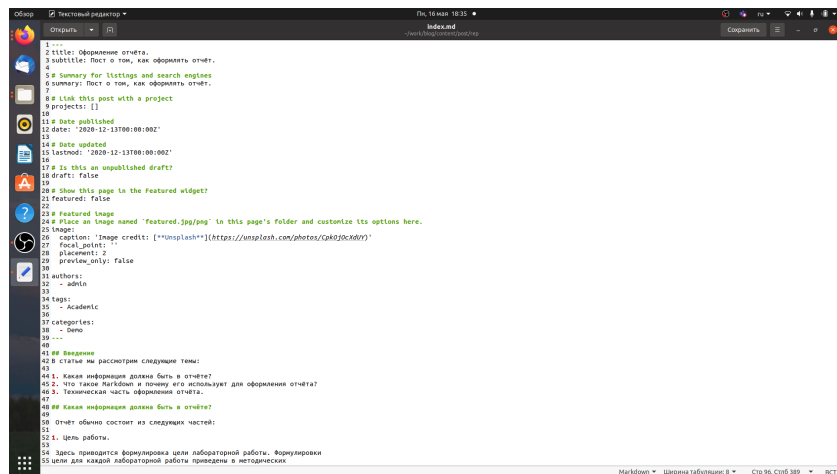 Обзор
Текстовый редактор
Пн, 16 мая 18:35
ru
Открыть
index.md
~/work/blog/content/post/rep
Сохранить
1 ---
2 title: Оформление отчёта.
3 subtitle: Пост о том, как оформлять отчёт.
4
5 # Summary for listings and search engines
6 summary: Пост о том, как оформлять отчёт.
7
8 # Link this post with a project
9 projects: []
10
11 # Date published
12 date: '2020-12-13T00:00:00Z'
13
14 # Date updated
15 lastmod: '2020-12-13T00:00:00Z'
16
17 # Is this an unpublished draft?
18 draft: false
19
20 # Show this page in the Featured widget?
21 featured: false
22
23 # Featured image
24 # Place an image named `featured.jpg/png` in this page's folder and customize its options here.
25 image:
26   caption: 'Image credit: [**Unsplash**](https://unsplash.com/photos/CpkOjOcXdUY)'
27   focal_point: ''
28   placement: 2
29   preview_only: false
30
31 authors:
32   - admin
33
34 tags:
35   - Academic
36
37 categories:
38   - Demo
39 ---
40
41 ## Введение
42 В статье мы рассмотрим следующие темы:
43
44 1. Какая информация должна быть в отчёте?
45 2. Что такое Markdown и почему его используют для оформления отчёта?
46 3. Техническая часть оформления отчёта.
47
48 ## Какая информация должна быть в отчёте?
49
50  Отчёт обычно состоит из следующих частей:
51
52 1. Цель работы.
53
54  Здесь приводится формулировка цели лабораторной работы. Формулировки
55 цели для каждой лабораторной работы приведены в методических
Markdown
Ширина табуляции: 8
Стр 96, Стлб 389
ВСТ